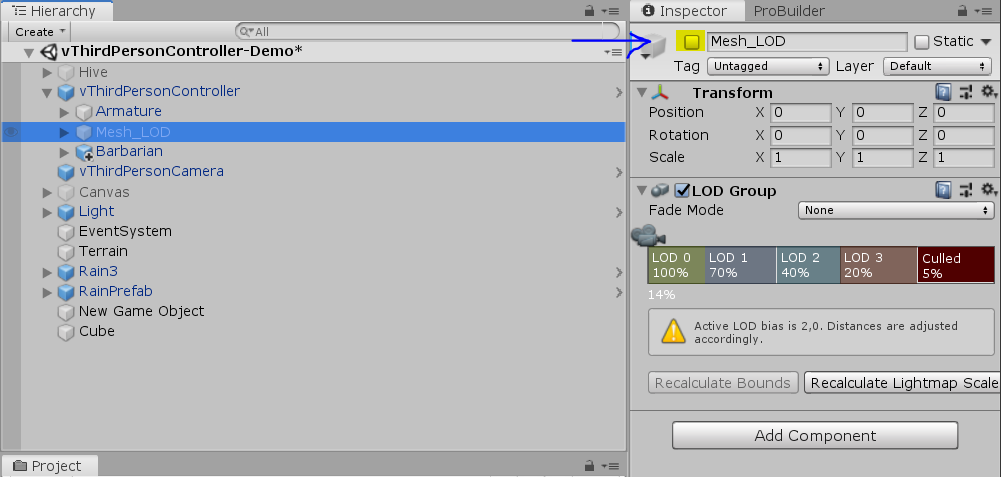 Hierarchy
Create
All
vThirdPersonController-Demo*
Hive
vThirdPersonController
Armature
Mesh_LOD
Barbarian
vThirdPersonCamera
Canvas
Light
EventSystem
Terrain
Rain3
RainPrefab
New Game Object
Cube
Project
Inspector ProBuilder
Mesh_LOD Static
Tag Untagged Layer Default
Transform
Position X 0 Y 0 Z 0
Rotation X 0 Y 0 Z 0
Scale X 1 Y 1 Z 1
LOD Group
Fade Mode None
LOD 0 LOD 1 LOD 2 LOD 3 Culled
100% 70% 40% 20% 5%
14%
Active LOD bias is 2,0. Distances are adjusted
accordingly.
Recalculate Bounds Recalculate Lightmap Scale
Add Component